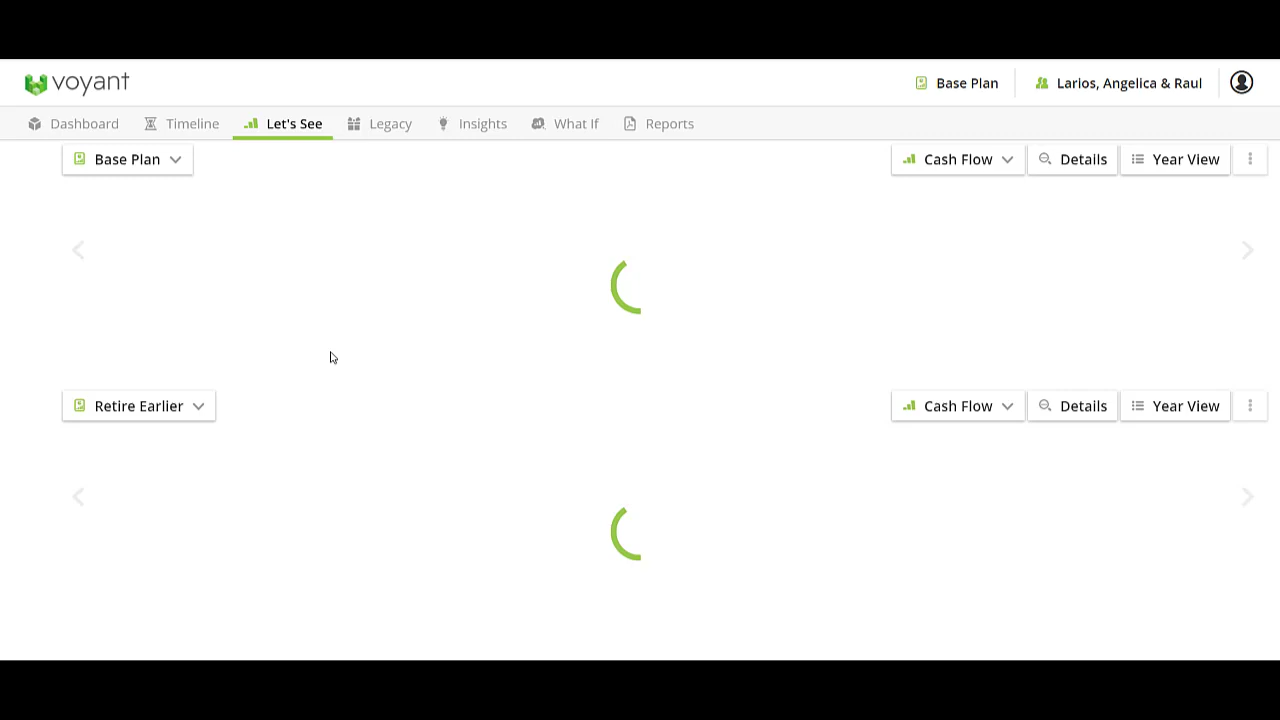 voyant
Base Plan
Larios, Angelica & Raul
Dashboard Timeline Let's See Legacy Insights What If Reports
Base Plan
Cash Flow Details Year View
Retire Earlier
Cash Flow Details Year View